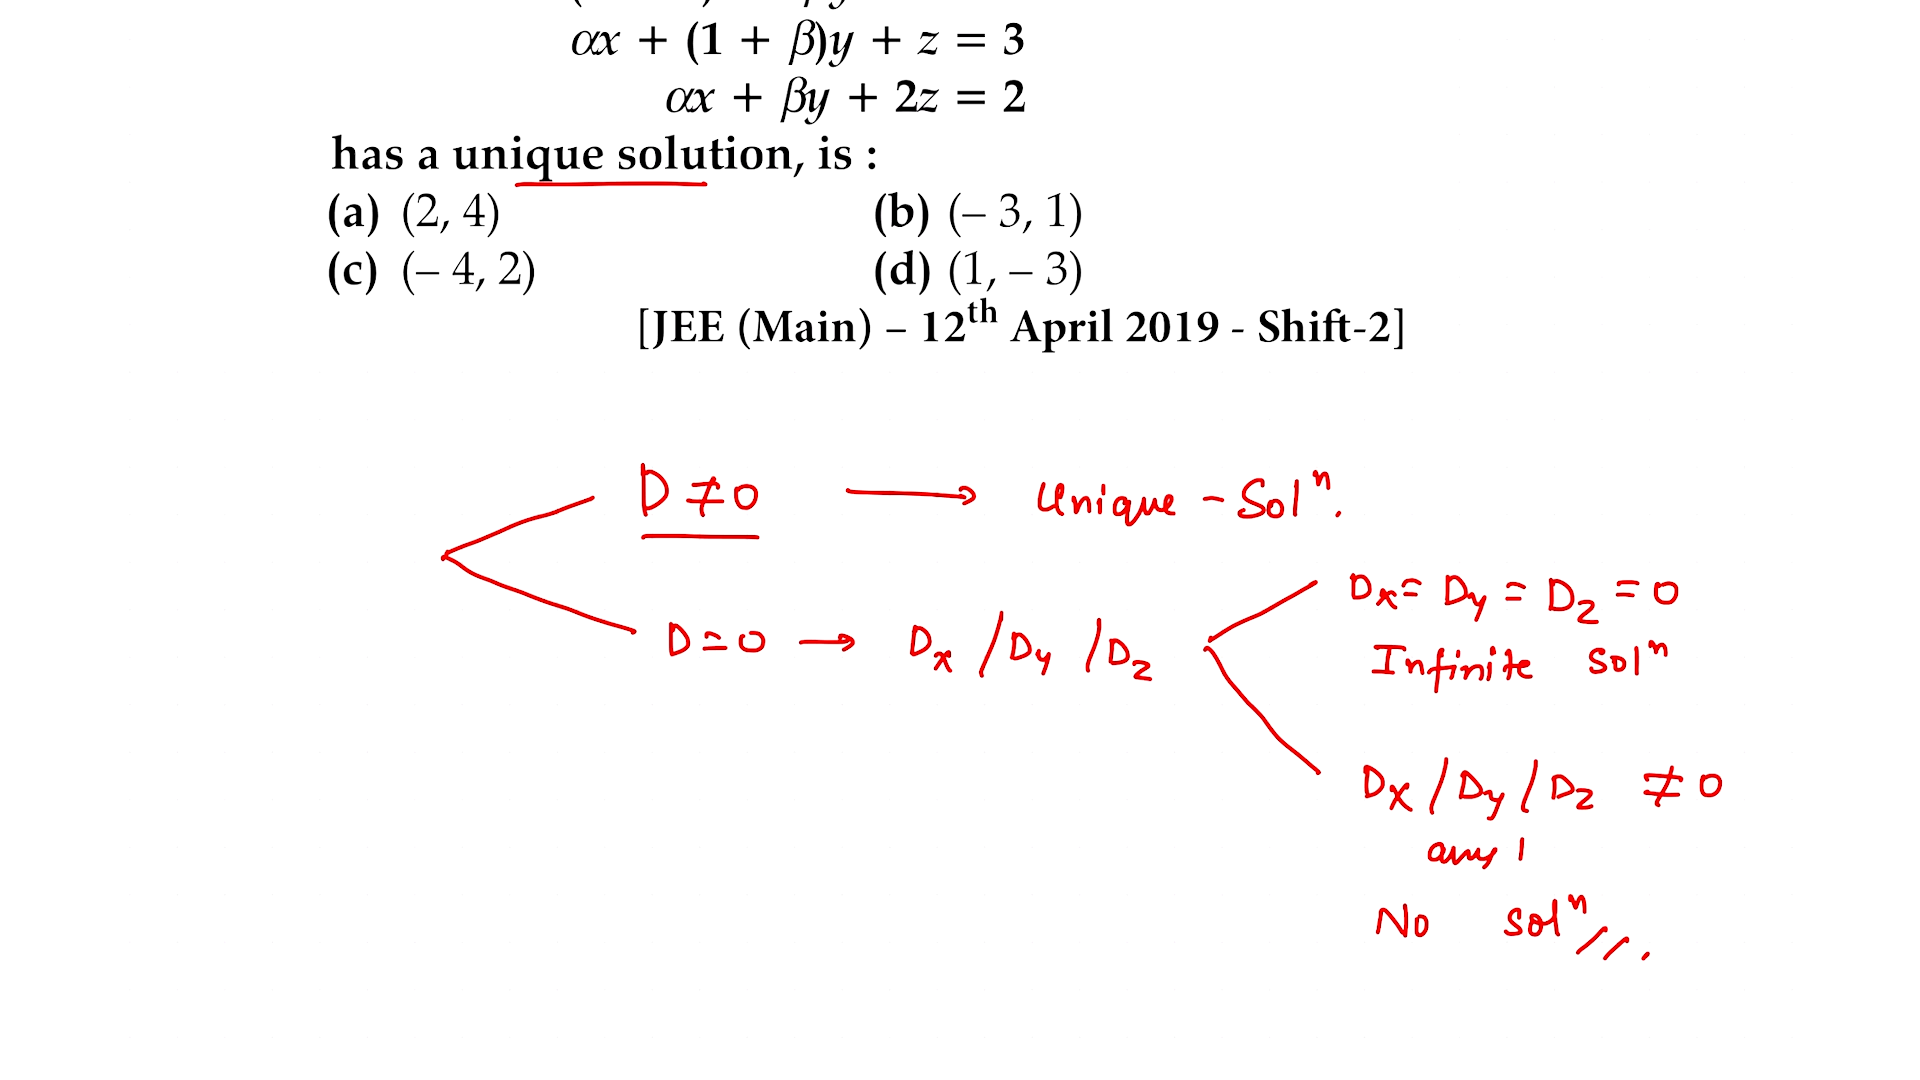 αx + (1 + β)y + z = 3
αx + βy + 2z = 2
has a unique solution, is :
(a) (2, 4) (b) (– 3, 1)
(c) (– 4, 2) (d) (1, – 3)
[JEE (Main) – 12th April 2019 - Shift-2]
D ≠ 0 → Unique - Solⁿ.
Dx = Dy = Dz = 0
D = 0 → Dx / Dy / Dz
Infinite Solⁿ
Dx / Dy / Dz ≠ 0
any 1
No Solⁿ //.